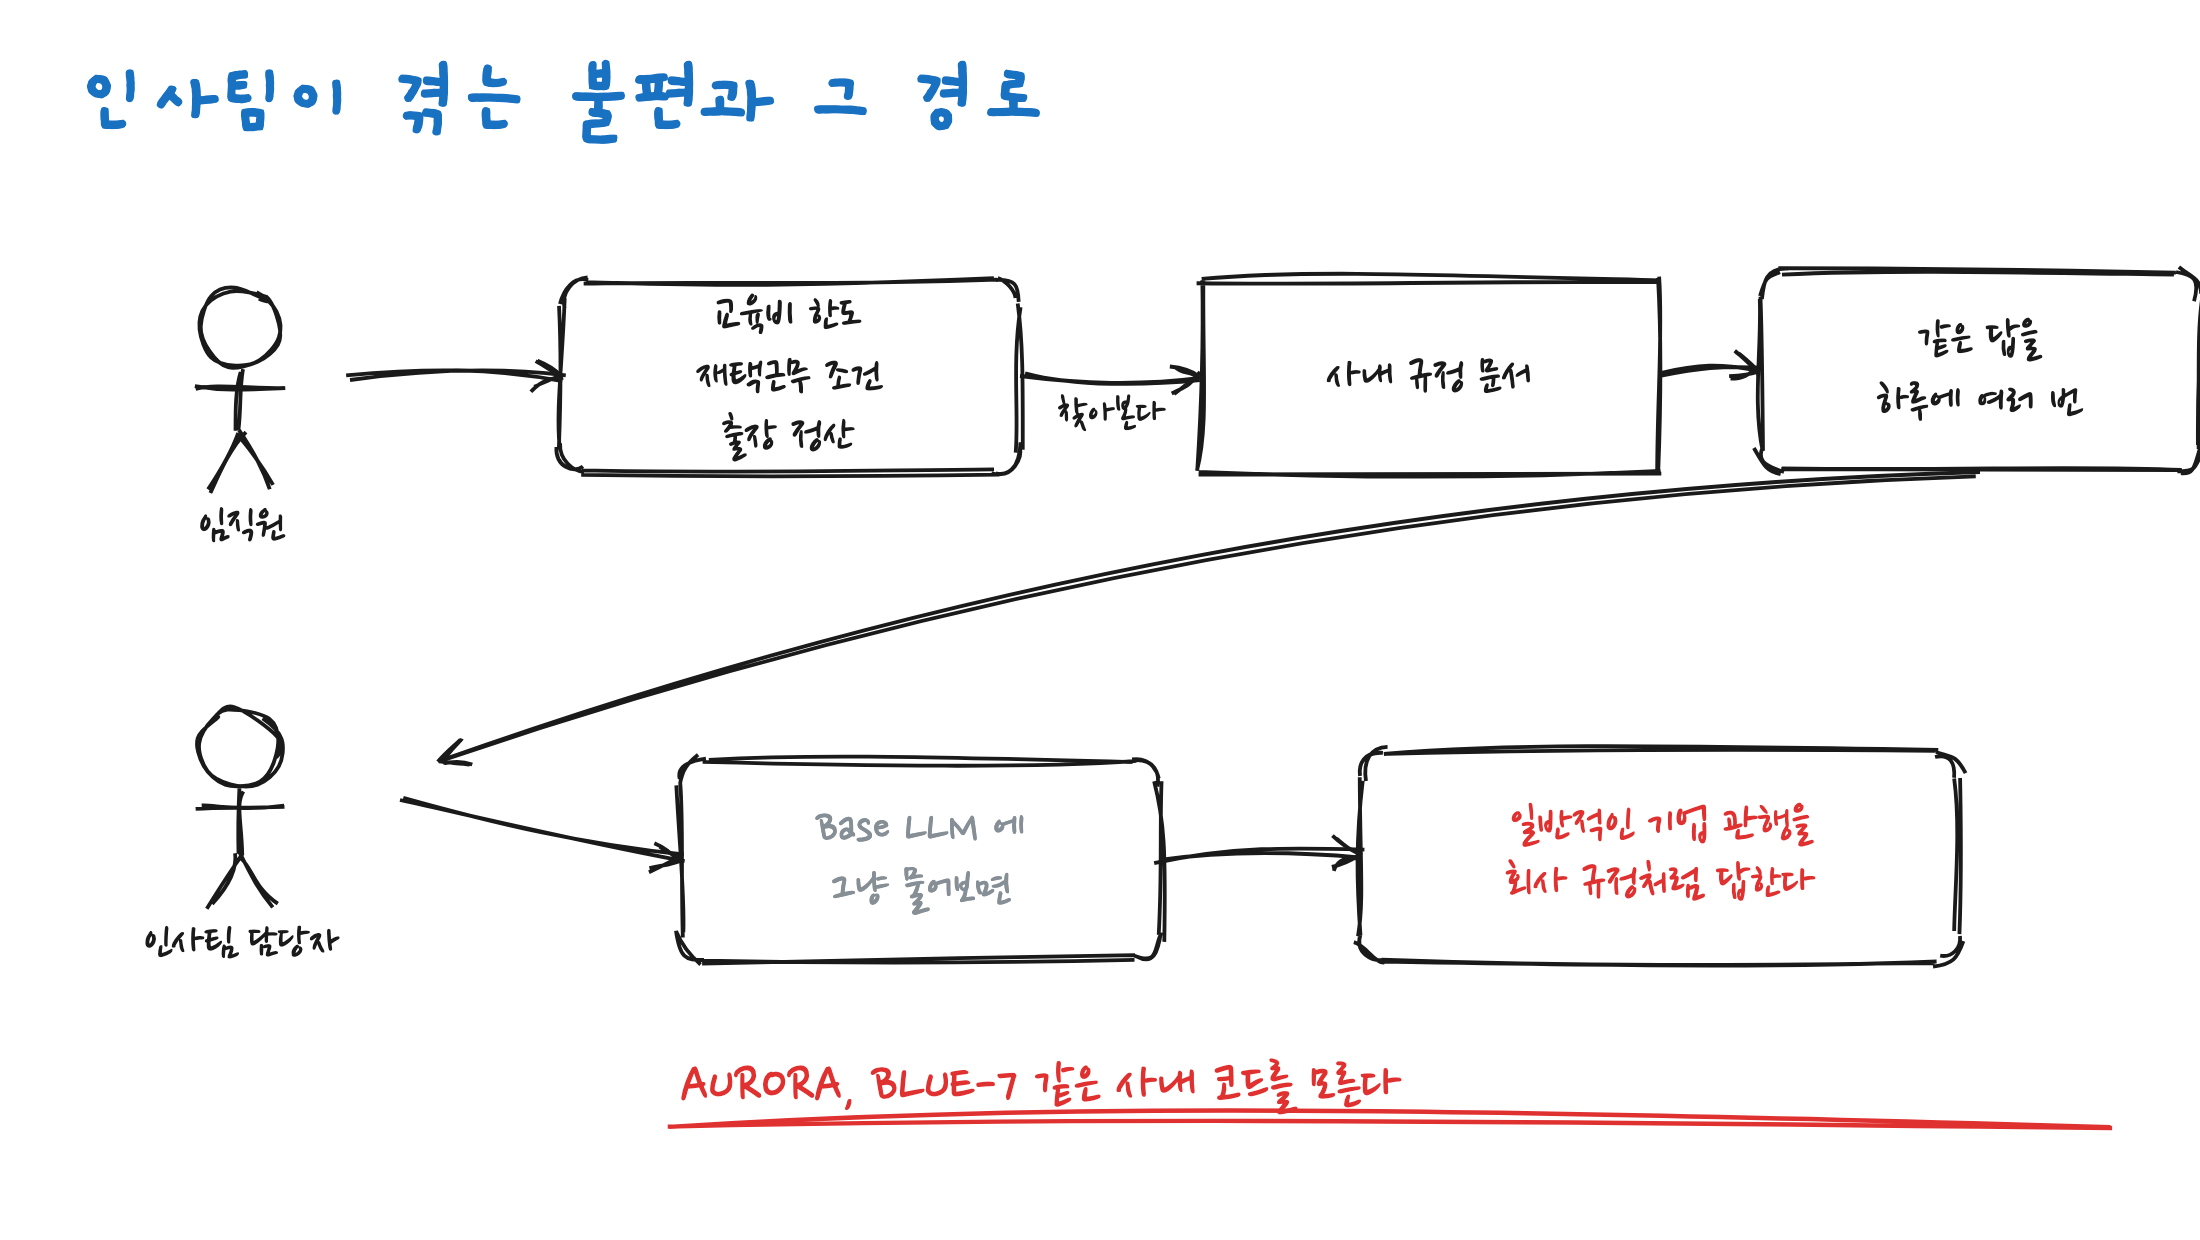 인사팀이 겪는 불편과 그 경로
교육비 한도
재택근무 조건
출장 정산
찾아본다
사내 규정 문서
같은 답을
하루에 여러 번
임직원
인사팀 담당자
Base LLM 에
그냥 물어보면
일반적인 기업 관행을
회사 규정처럼 답한다
AURORA, BLUE-7 같은 사내 코드를 모른다